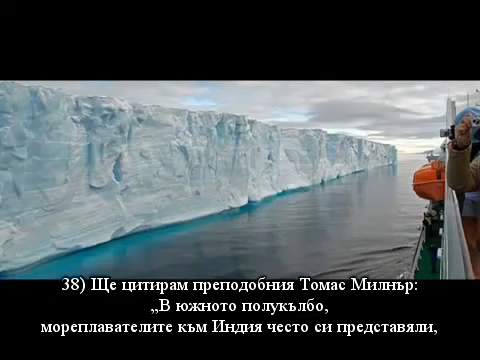 38) Ще цитирам преподобния Томас Милнър:
„В южното полукълбо,
мореплавателите към Индия често си представяли,